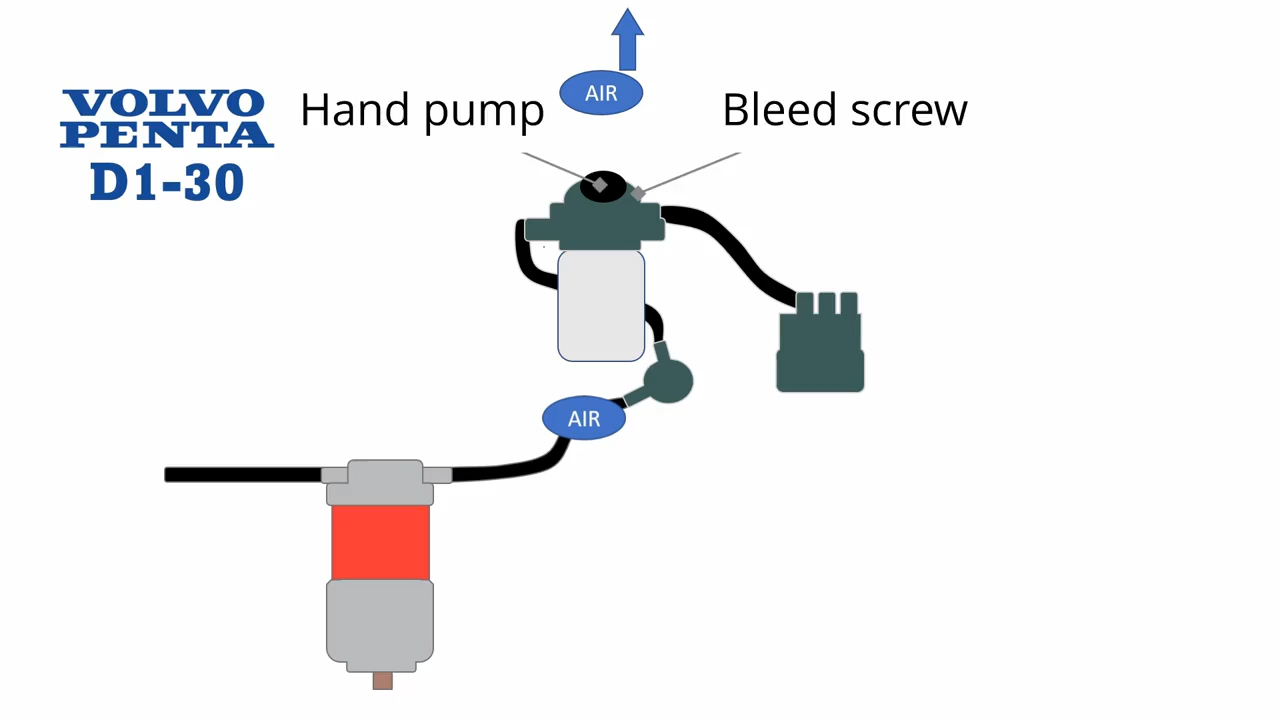 AIR
Hand pump
Bleed screw
VOLVO
PENTA
D1-30
AIR